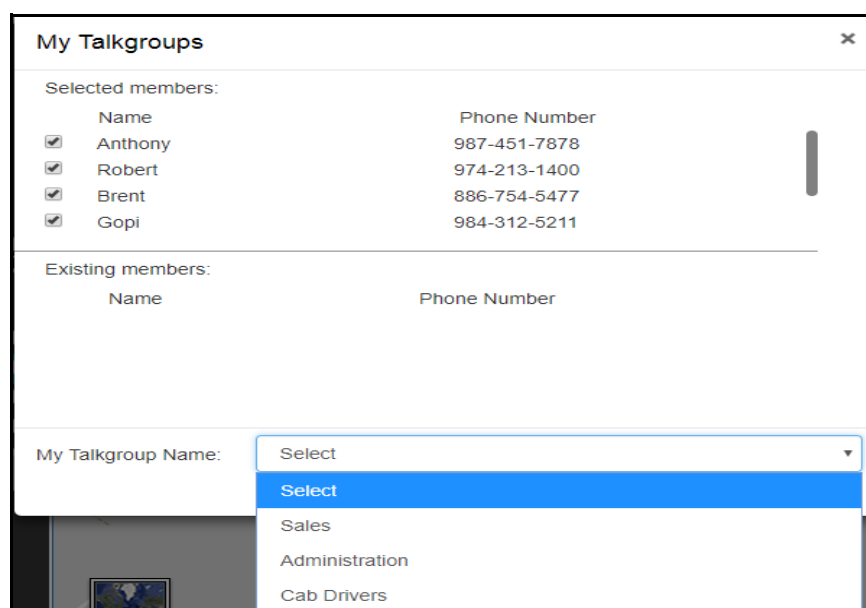 My Talkgroups ×
Selected members:
Name Phone Number
Anthony 987-451-7878
Robert 974-213-1400
Brent 886-754-5477
Gopi 984-312-5211
Existing members:
Name Phone Number
My Talkgroup Name: Select
Select
Sales
Administration
Cab Drivers